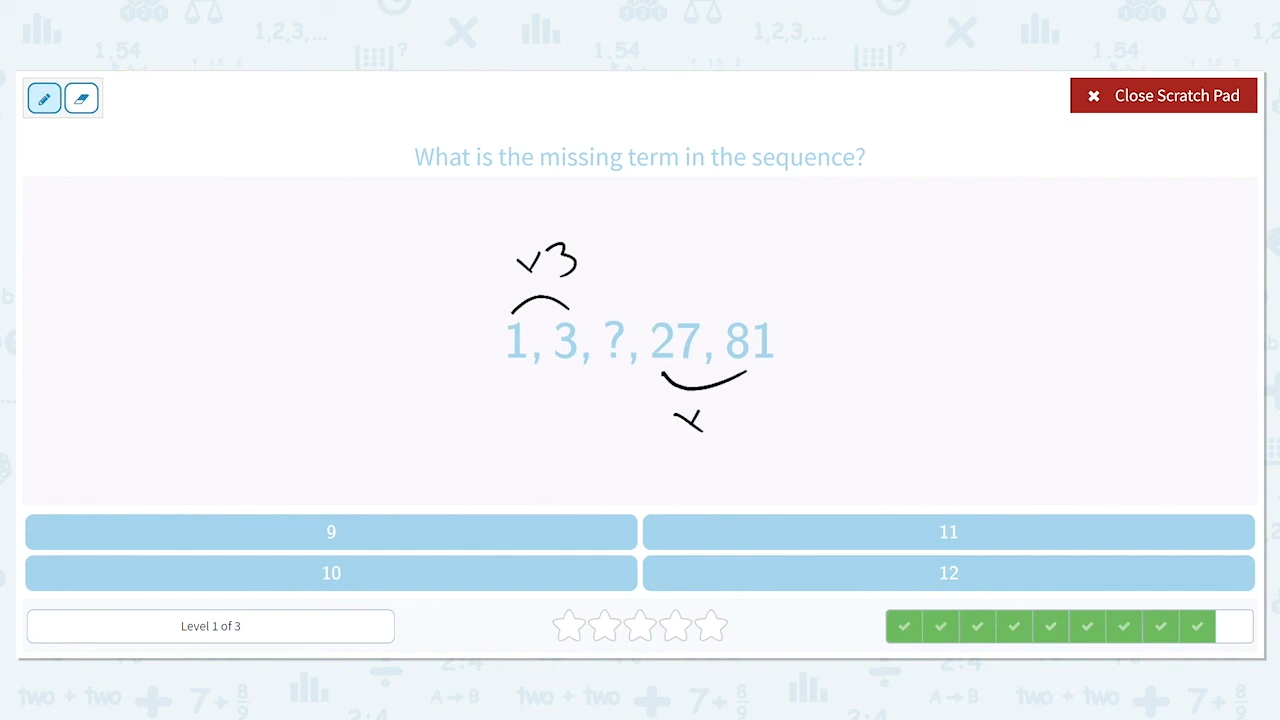 Close Scratch Pad
What is the missing term in the sequence?
3
1, 3, ?, 27, 81
9
11
10
12
Level 1 of 3